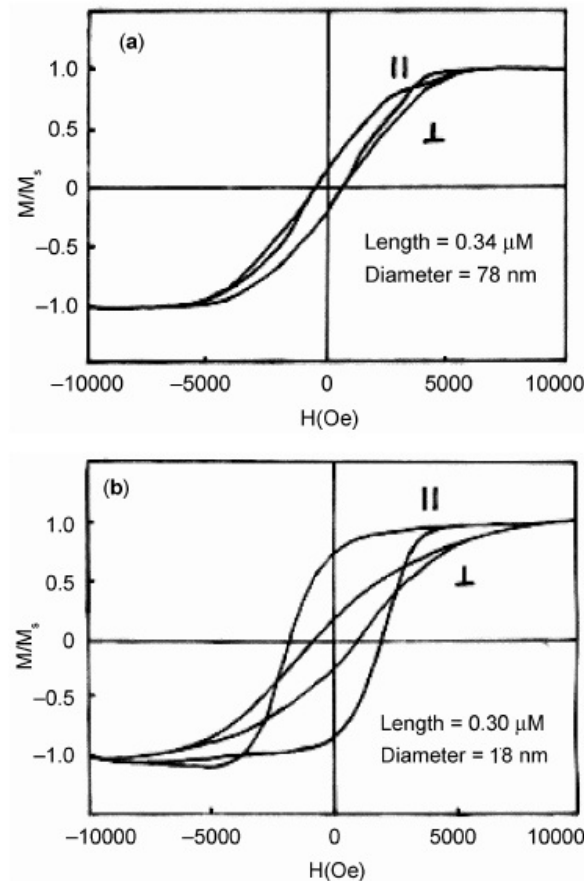 (a)
||
1.0
0.5
⊥
M/Ms
0
Length = 0.34 μM
−0.5
Diameter = 78 nm
−1.0
−10000 −5000 0 5000 10000
H(Oe)
(b)
||
1.0
⊥
0.5
M/Ms
0
−0.5
Length = 0.30 μM
Diameter = 18 nm
−1.0
−10000 −5000 0 5000 10000
H(Oe)